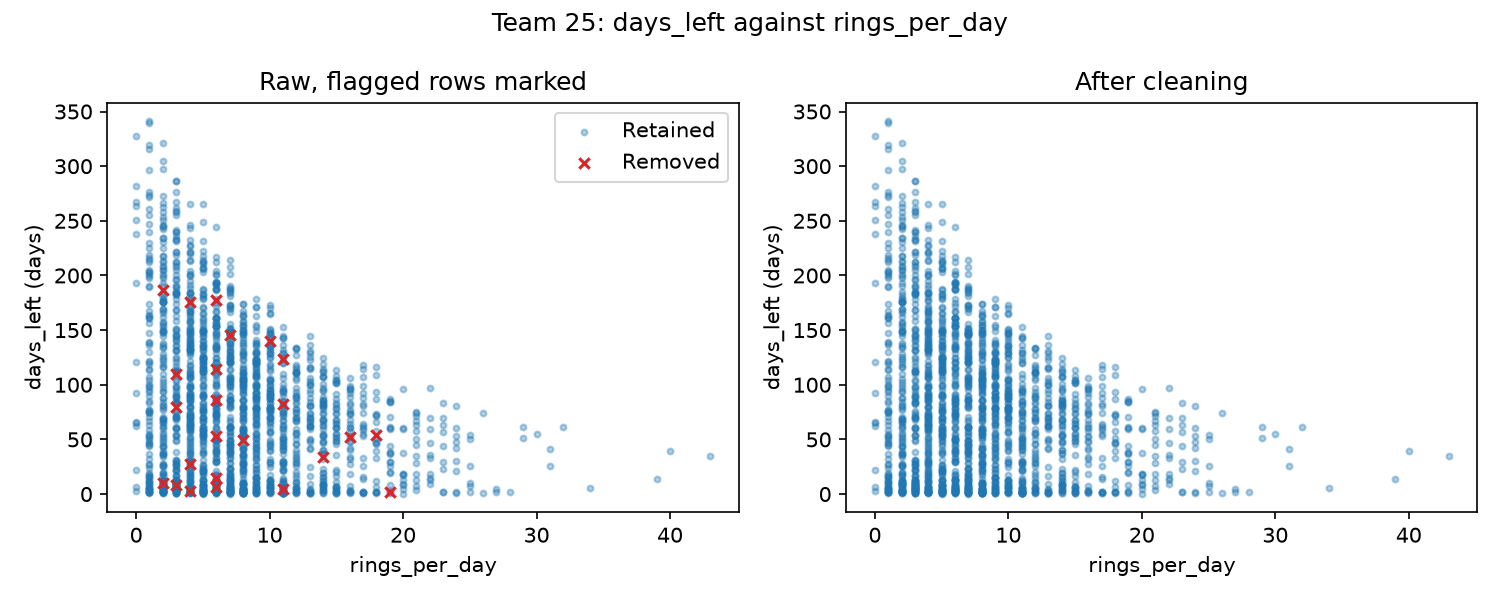 Team 25: days_left against rings_per_day
Raw, flagged rows marked
days_left (days)
350
300
250
200
150
100
50
0
Retained
Removed
0 10 20 30 40
rings_per_day
After cleaning
days_left (days)
350
300
250
200
150
100
50
0
0 10 20 30 40
rings_per_day